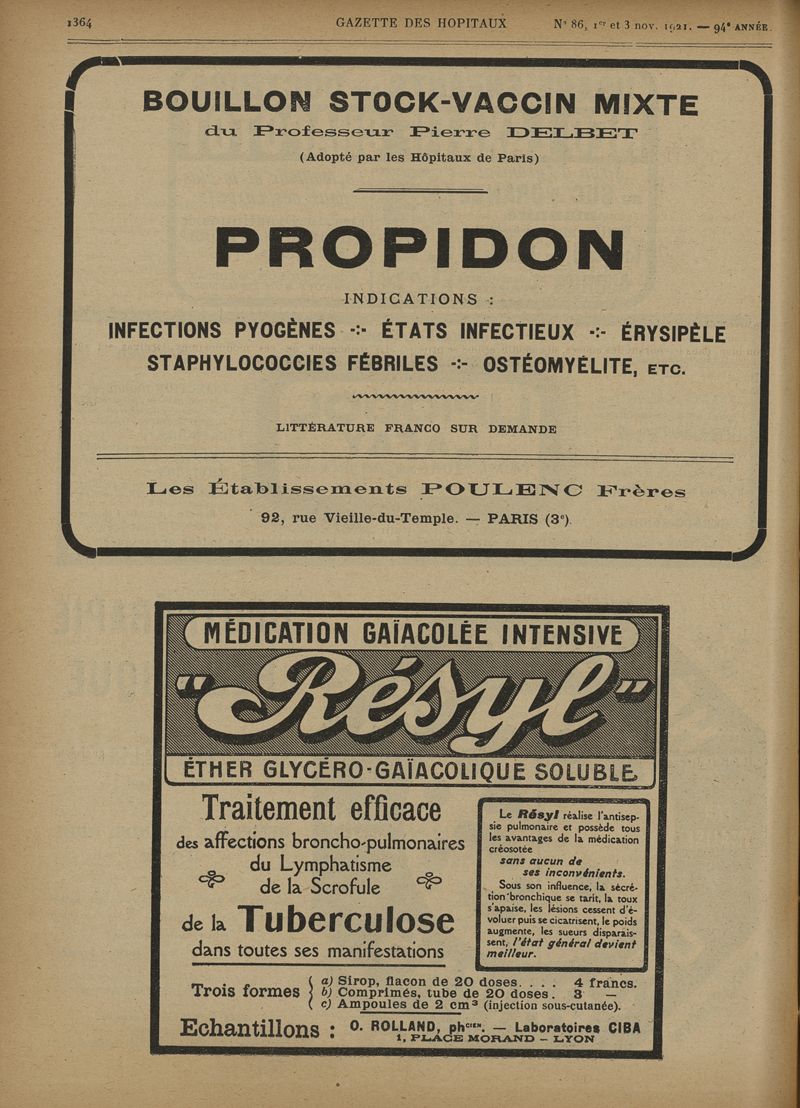 1364 GAZETTE DES HOPITAUX N° 86, 1er et 3 nov. 1921. — 94e ANNÉE.
BOUILLON STOCK-VACCIN MIXTE
du Professeur Pierre DELBET
(Adopté par les Hôpitaux de Paris)
PROPIDON
INDICATIONS :
INFECTIONS PYOGÈNES -:- ÉTATS INFECTIEUX -:- ÉRYSIPÈLE
STAPHYLOCOCCIES FÉBRILES -:- OSTÉOMYÉLITE, ETC.
LITTÉRATURE FRANCO SUR DEMANDE
Les Établissements POULENC Frères
92, rue Vieille-du-Temple. — PARIS (3e).
MÉDICATION GAÏACOLÉE INTENSIVE
"Résyl"
ÉTHER GLYCÉRO-GAÏACOLIQUE SOLUBLE
Traitement efficace
des affections broncho-pulmonaires
du Lymphatisme
de la Scrofule
de la Tuberculose
dans toutes ses manifestations
Le Résyl réalise l'antisep-
sie pulmonaire et possède tous
les avantages de la médication
créosotée
sans aucun de
ses inconvénients.
Sous son influence, la sécré-
tion bronchique se tarit, la toux
s'apaise, les lésions cessent d'é-
voluer puis se cicatrisent, le poids
augmente, les sueurs disparais-
sent, l'état général devient
meilleur.
Trois formes
a) Sirop, flacon de 20 doses. . . . 4 francs.
b) Comprimés, tube de 20 doses. 3 —
c) Ampoules de 2 cm3 (injection sous-cutanée).
Echantillons : O. ROLLAND, phcien. — Laboratoires CIBA
1, PLACE MORAND - LYON